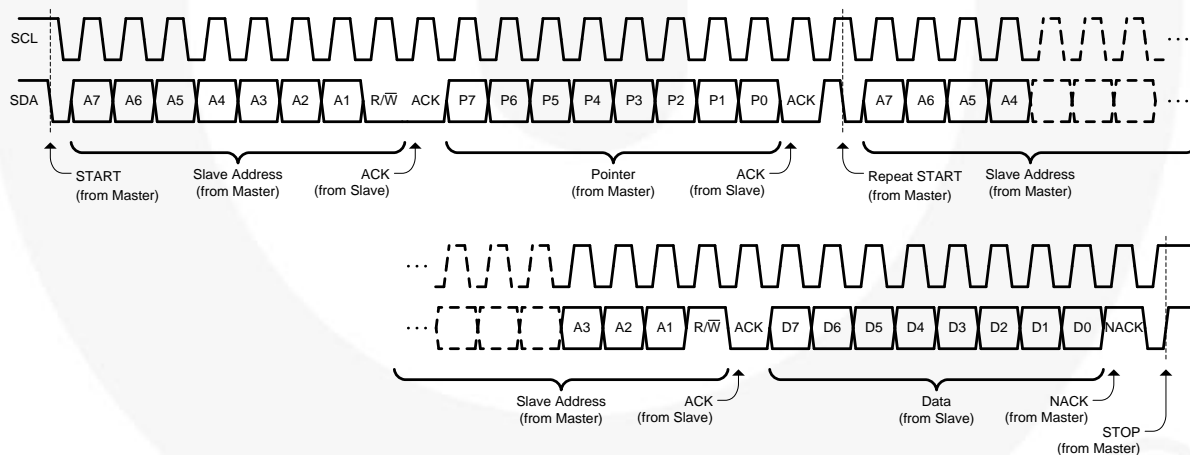 SCL
···
SDA A7 A6 A5 A4 A3 A2 A1 R/W̅ ACK P7 P6 P5 P4 P3 P2 P1 P0 ACK A7 A6 A5 A4 ···
START
(from Master)
Slave Address
(from Master)
ACK
(from Slave)
Pointer
(from Master)
ACK
(from Slave)
Repeat START
(from Master)
Slave Address
(from Master)
···
··· A3 A2 A1 R/W̅ ACK D7 D6 D5 D4 D3 D2 D1 D0 NACK
Slave Address
(from Master)
ACK
(from Slave)
Data
(from Slave)
NACK
(from Master)
STOP
(from Master)